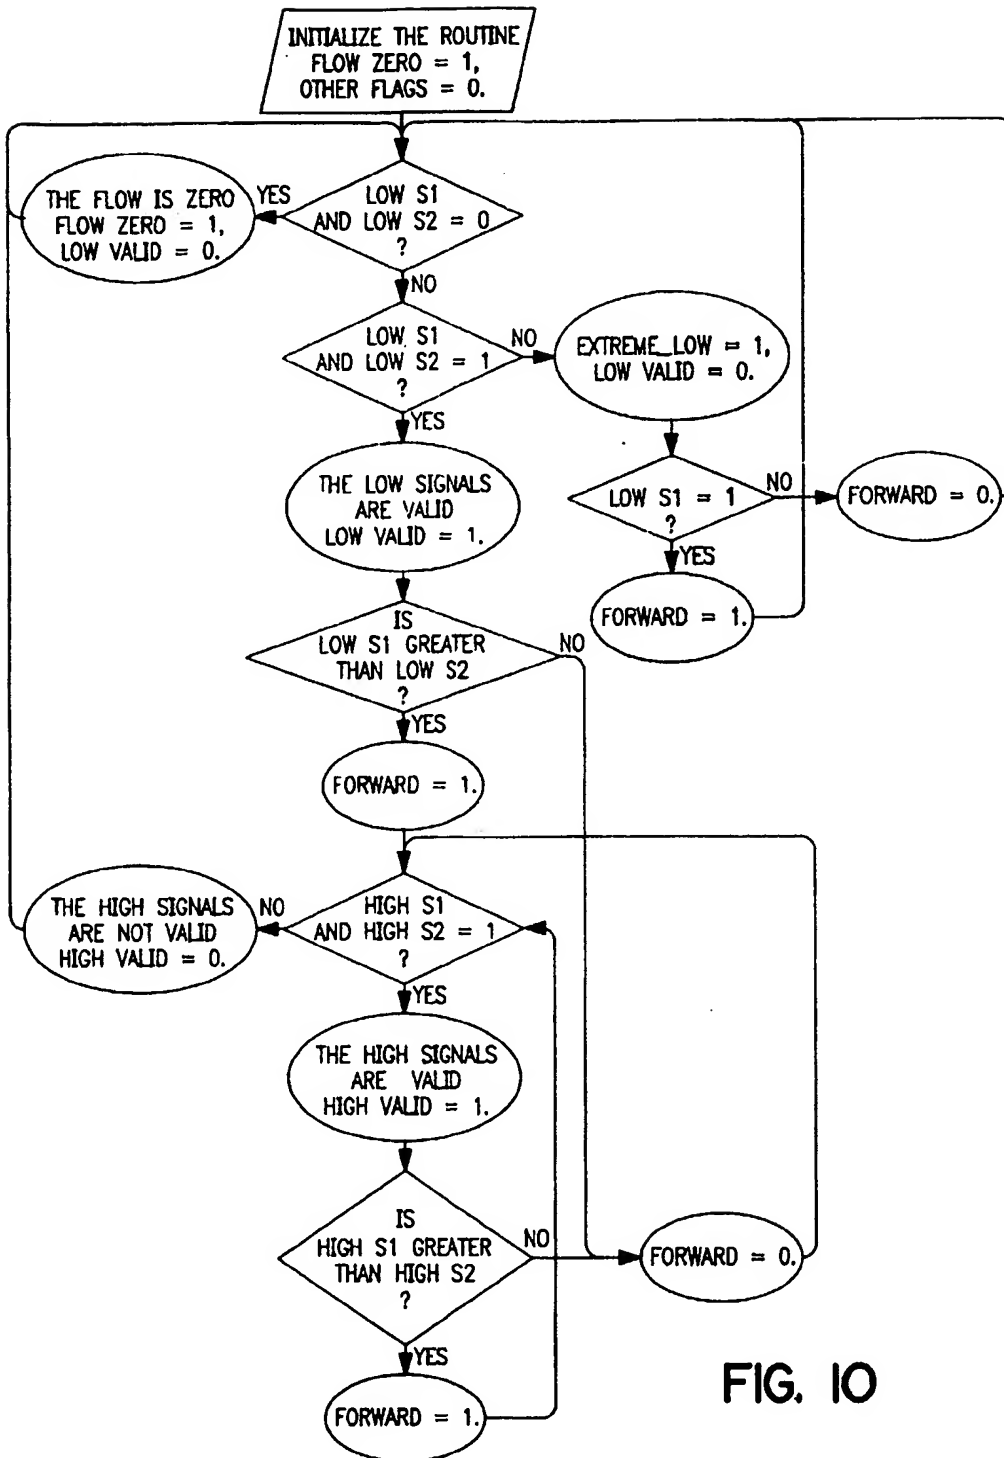 INITIALIZE THE ROUTINE
FLOW ZERO = 1,
OTHER FLAGS = 0.
THE FLOW IS ZERO
FLOW ZERO = 1,
LOW VALID = 0.
YES
LOW S1
AND LOW S2 = 0
?
NO
LOW S1
AND LOW S2 = 1
?
NO
EXTREME_LOW = 1,
LOW VALID = 0.
YES
THE LOW SIGNALS
ARE VALID
LOW VALID = 1.
LOW S1 = 1
?
NO
FORWARD = 0.
YES
FORWARD = 1.
IS
LOW S1 GREATER
THAN LOW S2
?
NO
YES
FORWARD = 1.
THE HIGH SIGNALS
ARE NOT VALID
HIGH VALID = 0.
NO
HIGH S1
AND HIGH S2 = 1
?
YES
THE HIGH SIGNALS
ARE VALID
HIGH VALID = 1.
IS
HIGH S1 GREATER
THAN HIGH S2
?
NO
FORWARD = 0.
YES
FORWARD = 1.
FIG. 10